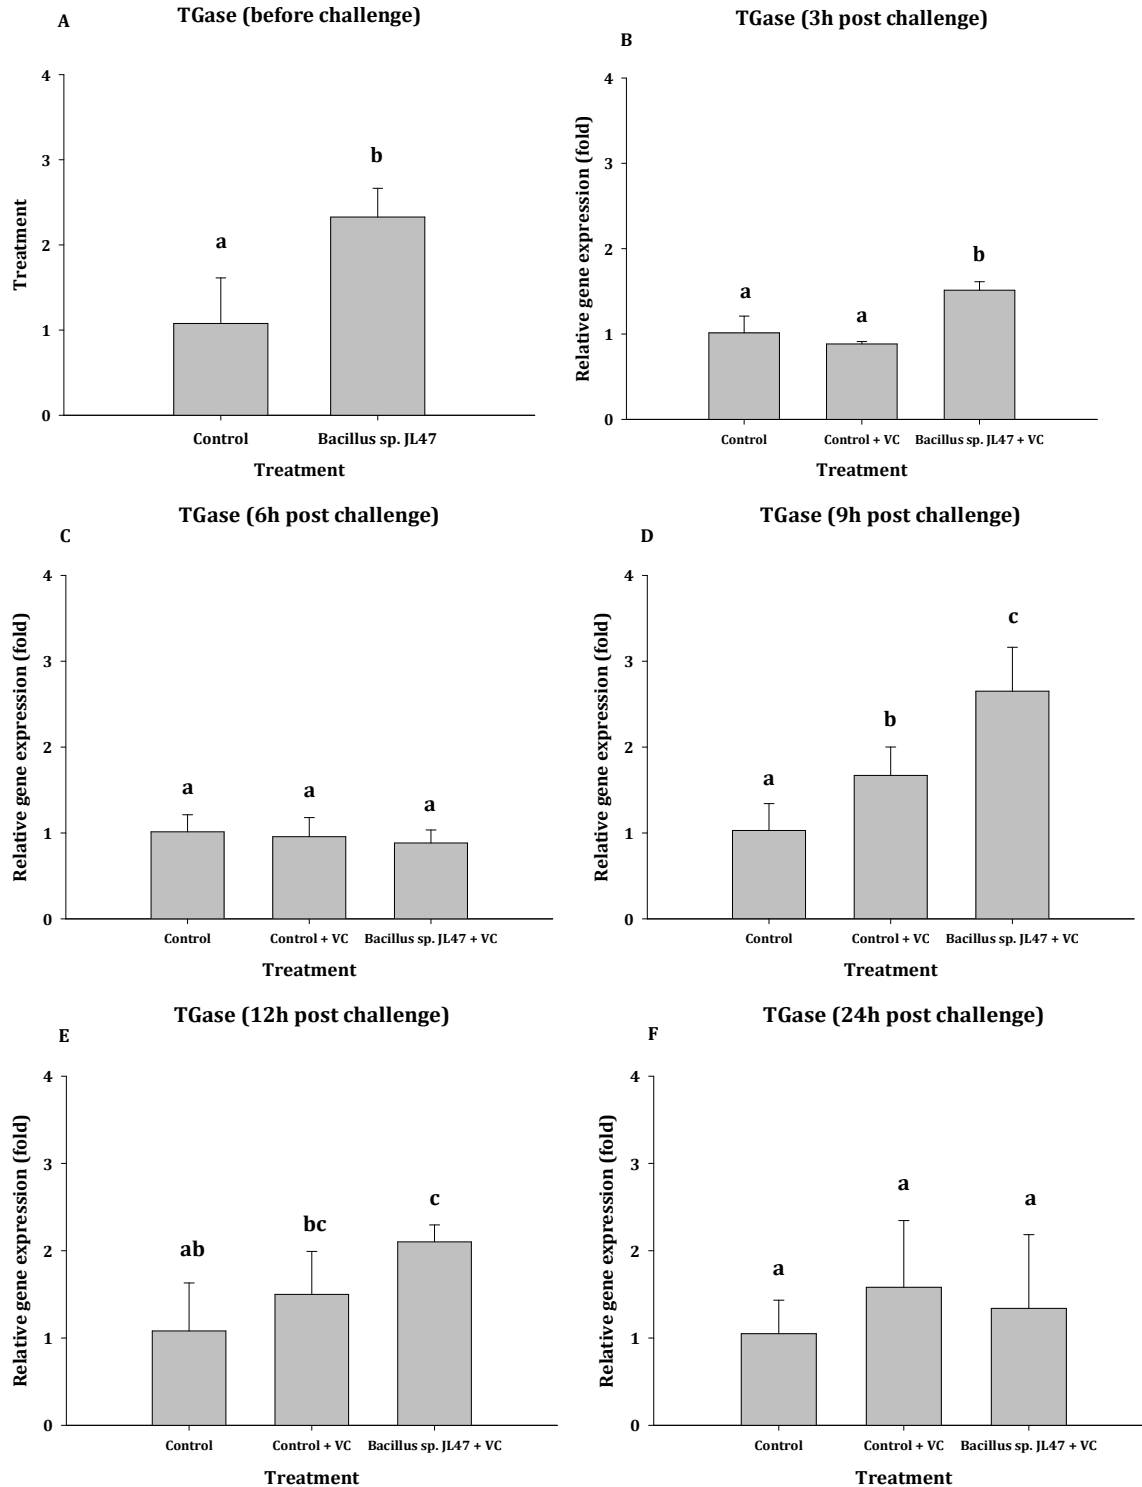 A
TGase (before challenge)
4
3
2
1
0
Treatment
a
b
Control
Bacillus sp. JL47
Treatment
B
TGase (3h post challenge)
4
3
2
1
0
Relative gene expression (fold)
a
a
b
Control
Control + VC
Bacillus sp. JL47 + VC
Treatment
C
TGase (6h post challenge)
4
3
2
1
0
Relative gene expression (fold)
a
a
a
Control
Control + VC
Bacillus sp. JL47 + VC
Treatment
D
TGase (9h post challenge)
4
3
2
1
0
Relative gene expression (fold)
a
b
c
Control
Control + VC
Bacillus sp. JL47 + VC
Treatment
E
TGase (12h post challenge)
4
3
2
1
0
Relative gene expression (fold)
ab
bc
c
Control
Control + VC
Bacillus sp. JL47 + VC
Treatment
F
TGase (24h post challenge)
4
3
2
1
0
Relative gene expression (fold)
a
a
a
Control
Control + VC
Bacillus sp. JL47 + VC
Treatment